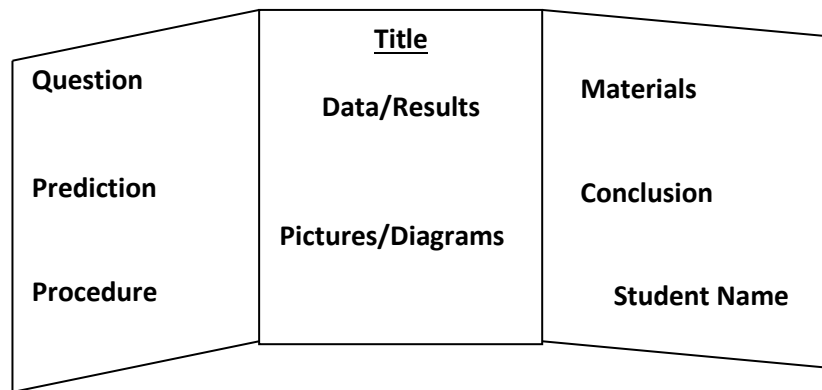 Question
Prediction
Procedure
Title
Data/Results
Pictures/Diagrams
Materials
Conclusion
Student Name